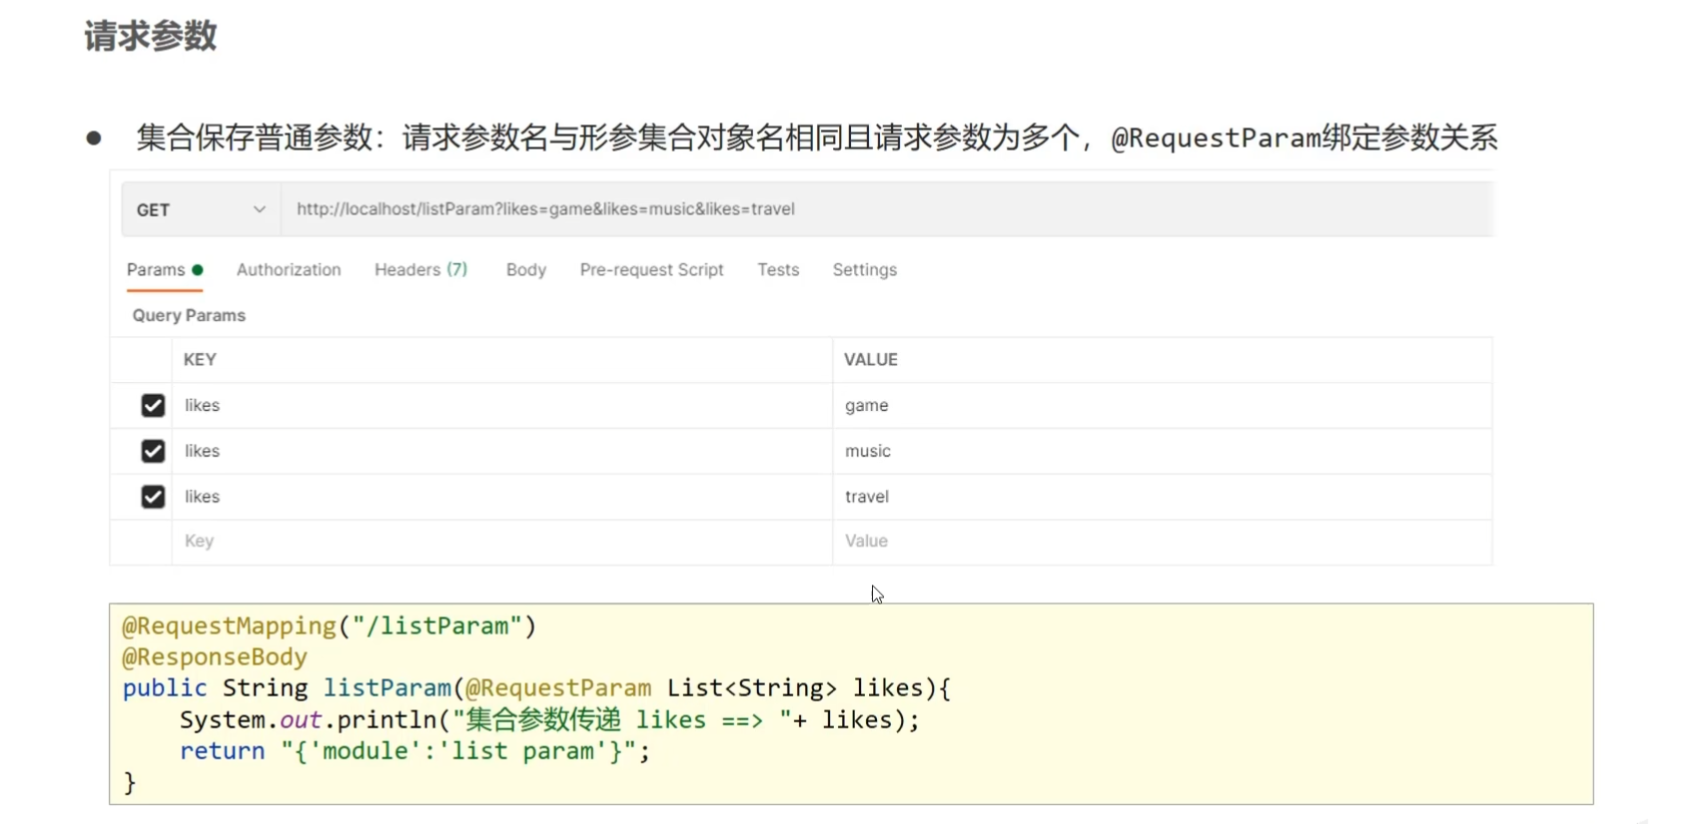 请求参数
● 集合保存普通参数：请求参数名与形参集合对象名相同且请求参数为多个，@RequestParam绑定参数关系
GET http://localhost/listParam?likes=game&likes=music&likes=travel
Params Authorization Headers (7) Body Pre-request Script Tests Settings
Query Params
KEY VALUE
likes game
likes music
likes travel
Key Value
@RequestMapping("/listParam")
@ResponseBody
public String listParam(@RequestParam List<String> likes){
    System.out.println("集合参数传递 likes ==> "+ likes);
    return "{'module':'list param'}";
}